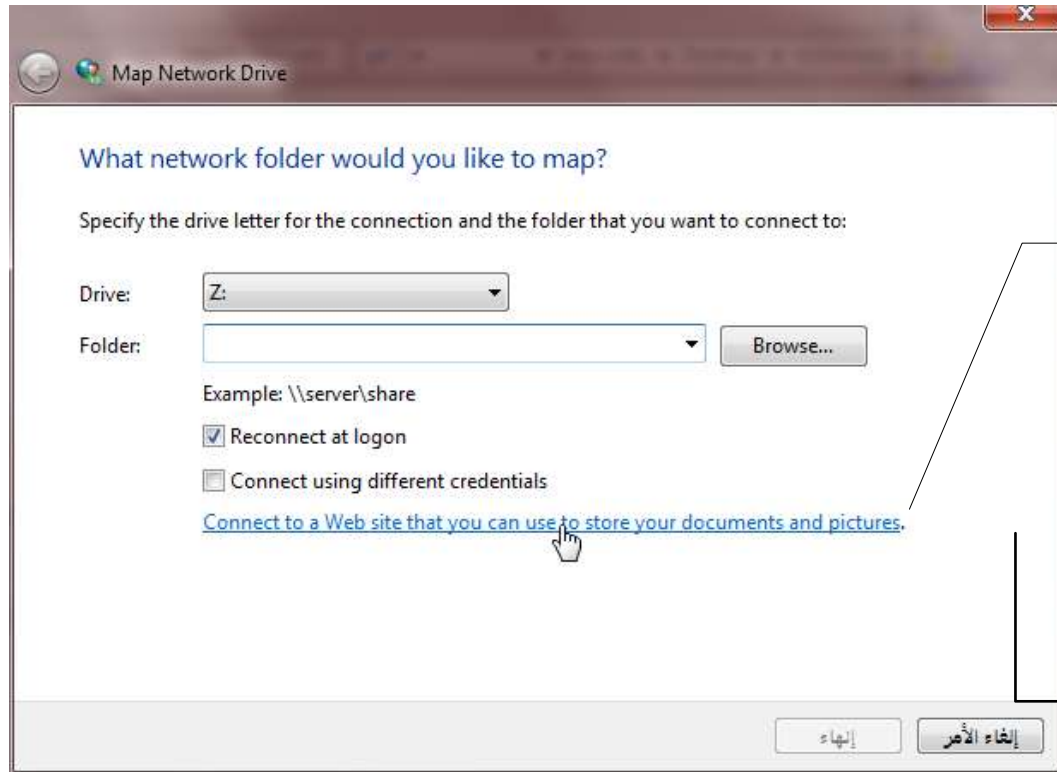 Map Network Drive
What network folder would you like to map?
Specify the drive letter for the connection and the folder that you want to connect to:
Drive: Z:
Folder: Browse...
Example: \\server\share
Reconnect at logon
Connect using different credentials
Connect to a Web site that you can use to store your documents and pictures.
إنهاء إلغاء الأمر